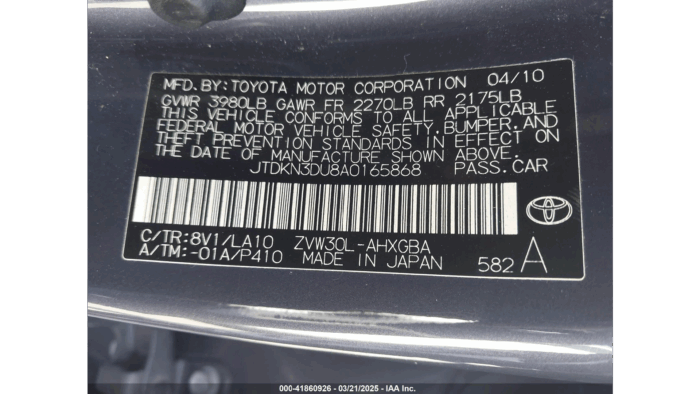 MFD.BY:TOYOTA MOTOR CORPORATION 04/10
GVWR 3980LB GAWR FR 2270LB RR 2175LB
THIS VEHICLE CONFORMS TO ALL APPLICABLE
FEDERAL MOTOR VEHICLE SAFETY,BUMPER,AND
THEFT PREVENTION STANDARDS IN EFFECT ON
THE DATE OF MANUFACTURE SHOWN ABOVE.
JTDKN3DU8A0165868 PASS.CAR
C/TR:8V1/LA10 ZVW30L-AHXGBA
A/TM:-01A/P410 MADE IN JAPAN 582 A
000-41860926 - 03/21/2025 - IAA Inc.